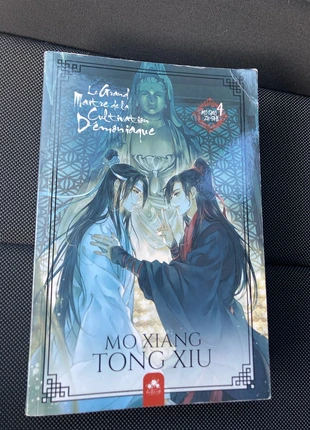 Le Grand
Maître de la
Cultivation
Démoniaque
4
MO XIANG
TONG XIU